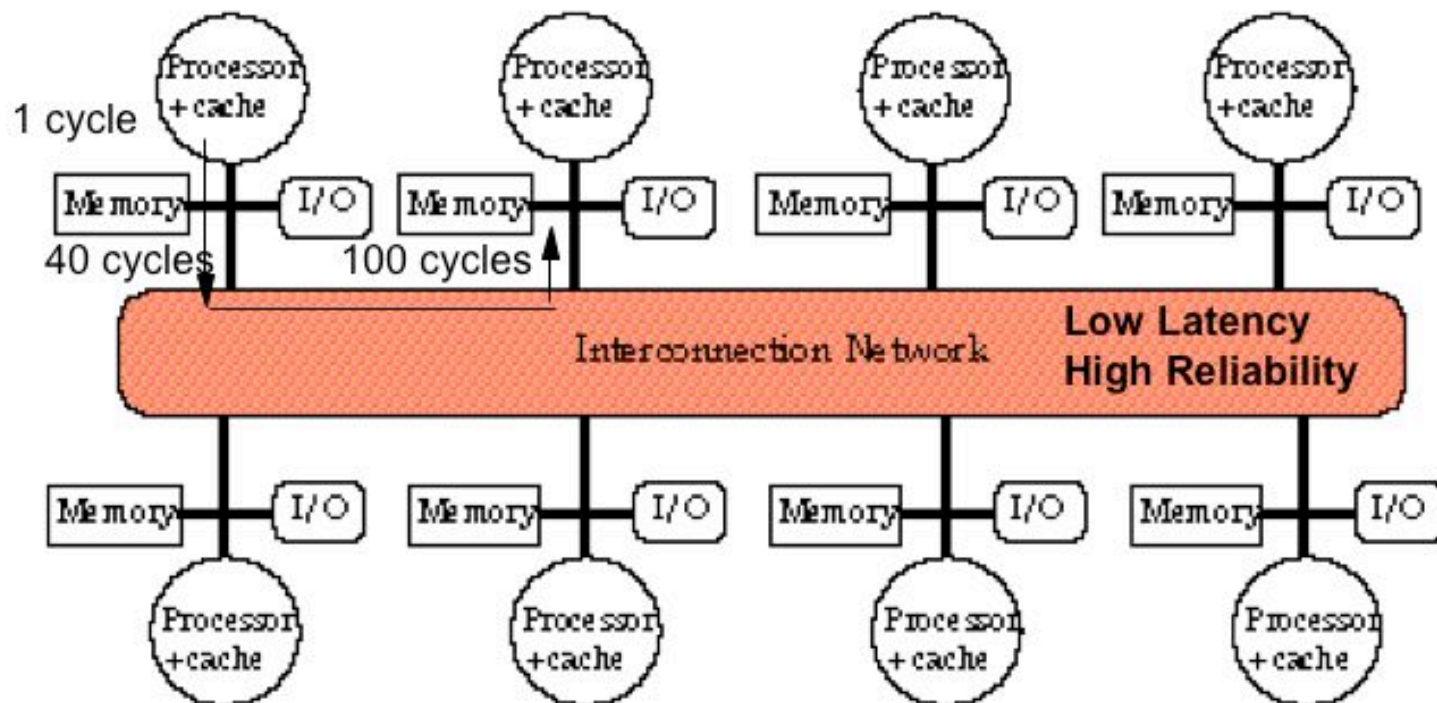 Processor
+cache
Processor
+cache
Processor
+cache
Processor
+cache
1 cycle
Memory
I/O
Memory
I/O
Memory
I/O
Memory
I/O
40 cycles
100 cycles
Interconnection Network
Low Latency
High Reliability
Memory
I/O
Memory
I/O
Memory
I/O
Memory
I/O
Processor
+cache
Processor
+cache
Processor
+cache
Processor
+cache